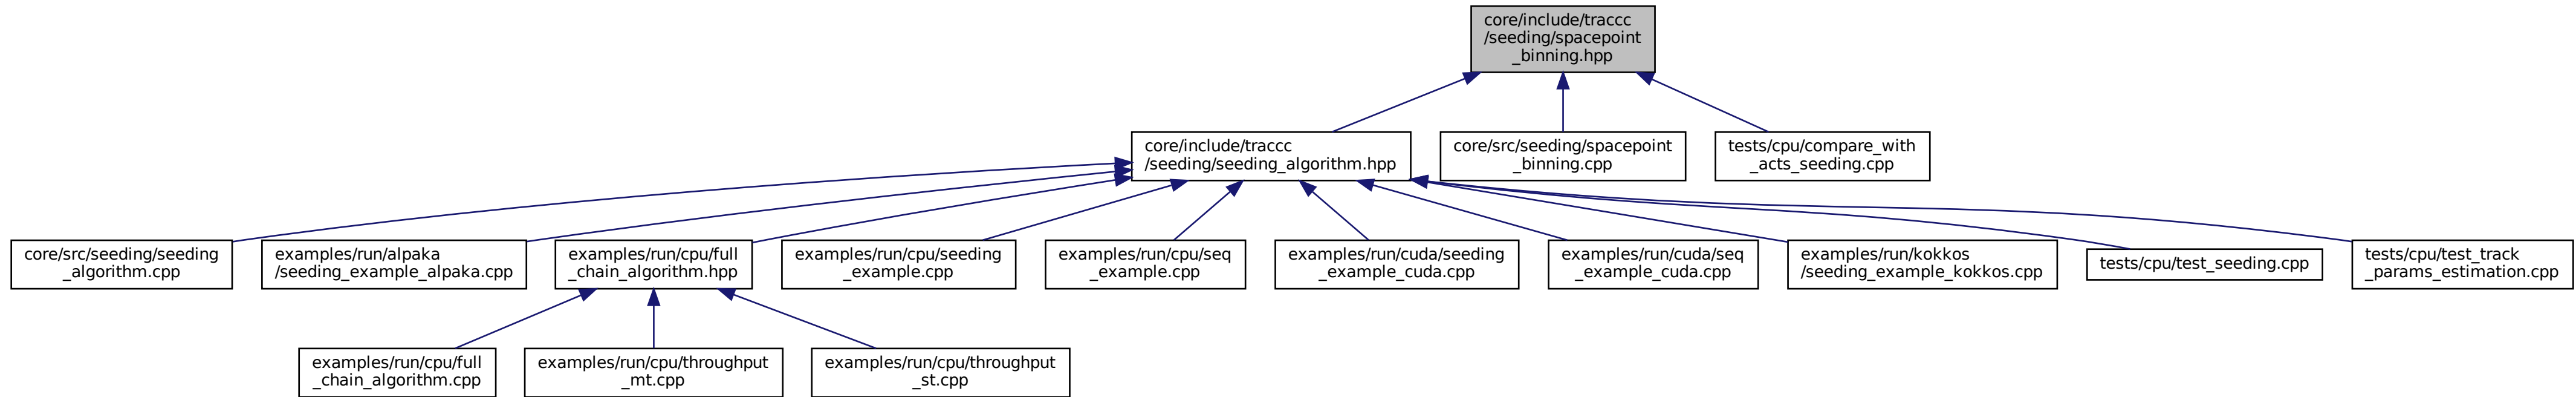 core/include/traccc
/seeding/spacepoint
_binning.hpp
core/include/traccc
/seeding/seeding_algorithm.hpp
core/src/seeding/spacepoint
_binning.cpp
tests/cpu/compare_with
_acts_seeding.cpp
core/src/seeding/seeding
_algorithm.cpp
examples/run/alpaka
/seeding_example_alpaka.cpp
examples/run/cpu/full
_chain_algorithm.hpp
examples/run/cpu/seeding
_example.cpp
examples/run/cpu/seq
_example.cpp
examples/run/cuda/seeding
_example_cuda.cpp
examples/run/cuda/seq
_example_cuda.cpp
examples/run/kokkos
/seeding_example_kokkos.cpp
tests/cpu/test_seeding.cpp
tests/cpu/test_track
_params_estimation.cpp
examples/run/cpu/full
_chain_algorithm.cpp
examples/run/cpu/throughput
_mt.cpp
examples/run/cpu/throughput
_st.cpp